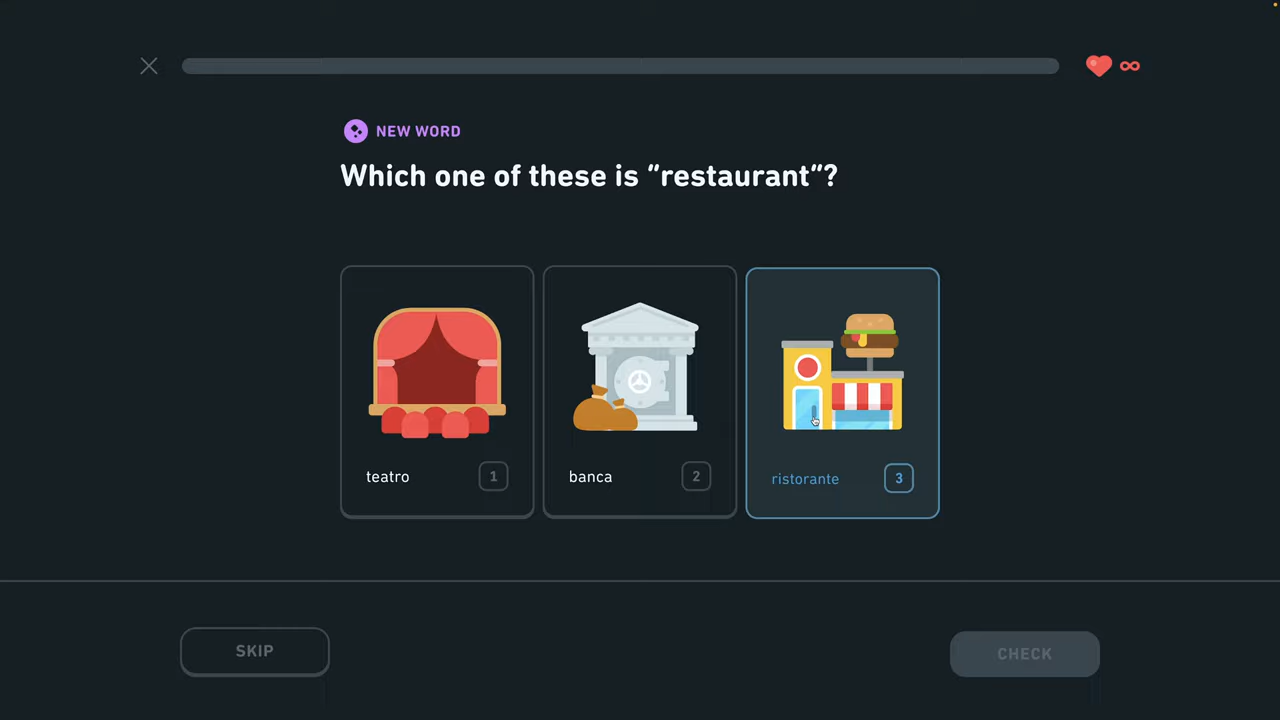 ∞
NEW WORD
Which one of these is “restaurant“?
teatro 1
banca 2
ristorante 3
SKIP
CHECK